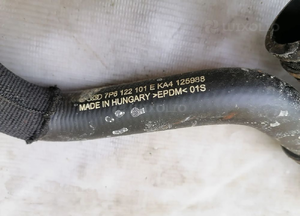 7P6 122 101 E KA4 125988
MADE IN HUNGARY >EPDM< 01S